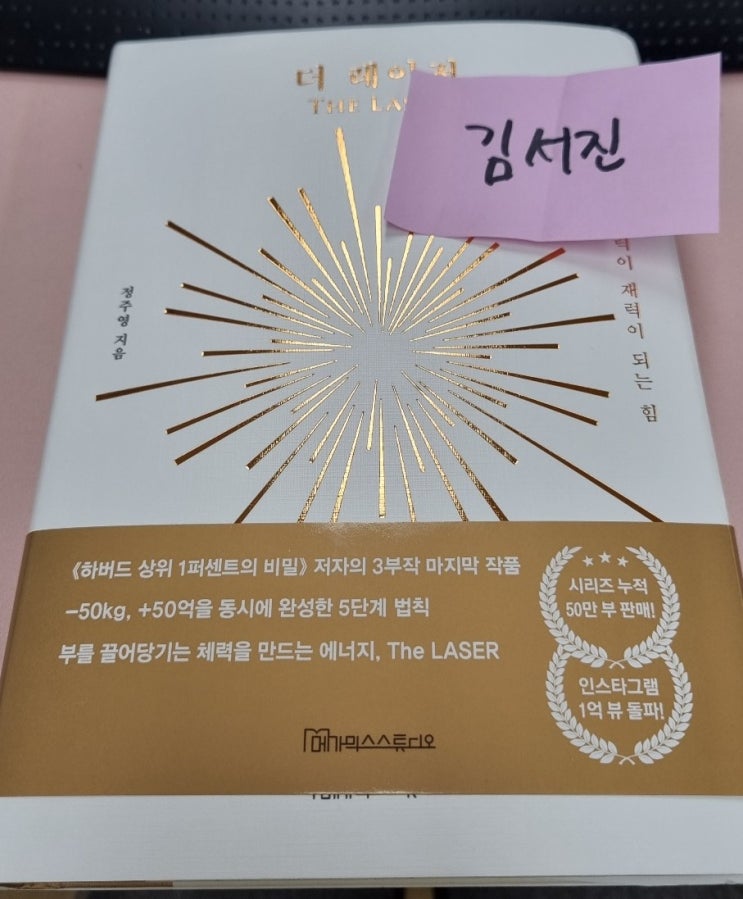 더 레이저
THE LASER
김서진
력이 재력이 되는 힘
정주영 지음
《하버드 상위 1퍼센트의 비밀》 저자의 3부작 마지막 작품
-50kg, +50억을 동시에 완성한 5단계 법칙
부를 끌어당기는 체력을 만드는 에너지, The LASER
시리즈 누적
50만 부 판매!
인스타그램
1억 뷰 돌파!
메가믹스스튜디오